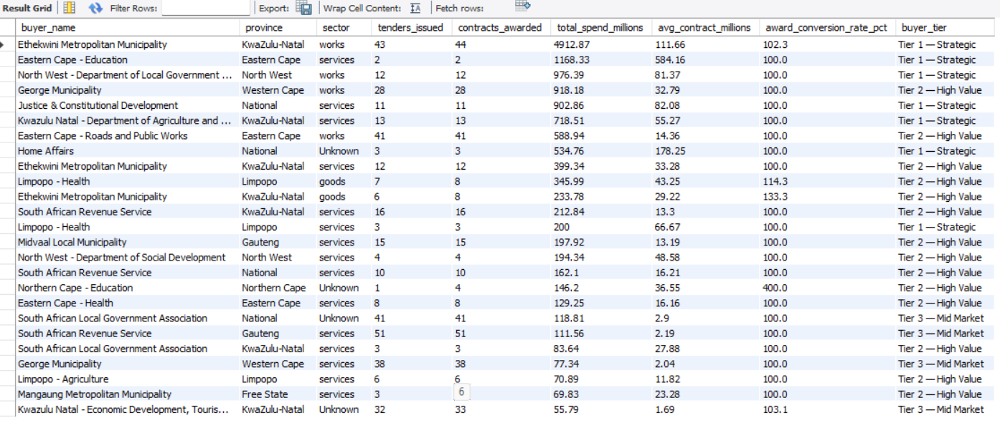 Result Grid Filter Rows: Export: Wrap Cell Content: IA Fetch rows:
buyer_name province sector tenders_issued contracts_awarded total_spend_millions avg_contract_millions award_conversion_rate_pct buyer_tier
Ethekwini Metropolitan Municipality KwaZulu-Natal works 43 44 4912.87 111.66 102.3 Tier 1 — Strategic
Eastern Cape - Education Eastern Cape services 2 2 1168.33 584.16 100.0 Tier 1 — Strategic
North West - Department of Local Government ... North West works 12 12 976.39 81.37 100.0 Tier 1 — Strategic
George Municipality Western Cape works 28 28 918.18 32.79 100.0 Tier 2 — High Value
Justice & Constitutional Development National services 11 11 902.86 82.08 100.0 Tier 1 — Strategic
Kwazulu Natal - Department of Agriculture and ... KwaZulu-Natal services 13 13 718.51 55.27 100.0 Tier 1 — Strategic
Eastern Cape - Roads and Public Works Eastern Cape works 41 41 588.94 14.36 100.0 Tier 2 — High Value
Home Affairs National Unknown 3 3 534.76 178.25 100.0 Tier 1 — Strategic
Ethekwini Metropolitan Municipality KwaZulu-Natal services 12 12 399.34 33.28 100.0 Tier 2 — High Value
Limpopo - Health Limpopo goods 7 8 345.99 43.25 114.3 Tier 2 — High Value
Ethekwini Metropolitan Municipality KwaZulu-Natal goods 6 8 233.78 29.22 133.3 Tier 2 — High Value
South African Revenue Service KwaZulu-Natal services 16 16 212.84 13.3 100.0 Tier 2 — High Value
Limpopo - Health Limpopo services 3 3 200 66.67 100.0 Tier 1 — Strategic
Midvaal Local Municipality Gauteng services 15 15 197.92 13.19 100.0 Tier 2 — High Value
North West - Department of Social Development North West services 4 4 194.34 48.58 100.0 Tier 2 — High Value
South African Revenue Service National services 10 10 162.1 16.21 100.0 Tier 2 — High Value
Northern Cape - Education Northern Cape Unknown 1 4 146.2 36.55 400.0 Tier 2 — High Value
Eastern Cape - Health Eastern Cape services 8 8 129.25 16.16 100.0 Tier 2 — High Value
South African Local Government Association National Unknown 41 41 118.81 2.9 100.0 Tier 3 — Mid Market
South African Revenue Service Gauteng services 51 51 111.56 2.19 100.0 Tier 3 — Mid Market
South African Local Government Association KwaZulu-Natal services 3 3 83.64 27.88 100.0 Tier 2 — High Value
George Municipality Western Cape services 38 38 77.34 2.04 100.0 Tier 3 — Mid Market
Limpopo - Agriculture Limpopo services 6 6 70.89 11.82 100.0 Tier 2 — High Value
Mangaung Metropolitan Municipality Free State services 3 6 69.83 23.28 100.0 Tier 2 — High Value
Kwazulu Natal - Economic Development, Touris... KwaZulu-Natal Unknown 32 33 55.79 1.69 103.1 Tier 3 — Mid Market